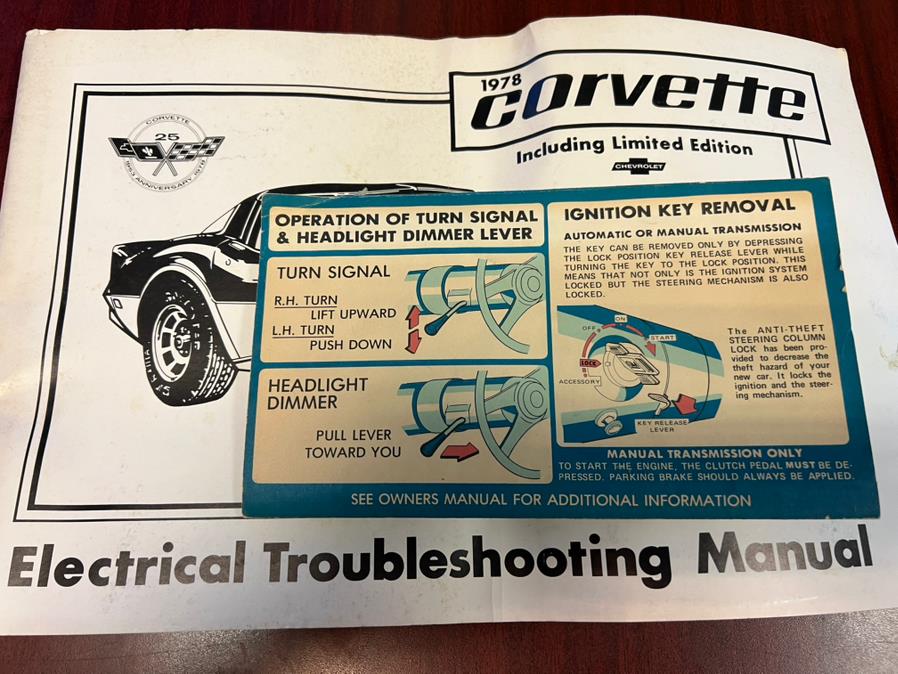 1978
corvette
Including Limited Edition
CHEVROLET
CORVETTE
25
1953 ANNIVERSARY 1978
OPERATION OF TURN SIGNAL
& HEADLIGHT DIMMER LEVER
TURN SIGNAL
R.H. TURN
LIFT UPWARD
L.H. TURN
PUSH DOWN
HEADLIGHT
DIMMER
PULL LEVER
TOWARD YOU
IGNITION KEY REMOVAL
AUTOMATIC OR MANUAL TRANSMISSION
THE KEY CAN BE REMOVED ONLY BY DEPRESSING
THE LOCK POSITION KEY RELEASE LEVER WHILE
TURNING THE KEY TO THE LOCK POSITION. THIS
MEANS THAT NOT ONLY IS THE IGNITION SYSTEM
LOCKED BUT THE STEERING MECHANISM IS ALSO
LOCKED.
OFF
ON
START
LOCK
ACCESSORY
KEY RELEASE
LEVER
The ANTI-THEFT
STEERING COLUMN
LOCK has been pro-
vided to decrease the
theft hazard of your
new car. It locks the
ignition and the steer-
ing mechanism.
MANUAL TRANSMISSION ONLY
TO START THE ENGINE, THE CLUTCH PEDAL MUST BE DE-
PRESSED. PARKING BRAKE SHOULD ALWAYS BE APPLIED.
SEE OWNERS MANUAL FOR ADDITIONAL INFORMATION
Electrical Troubleshooting Manual